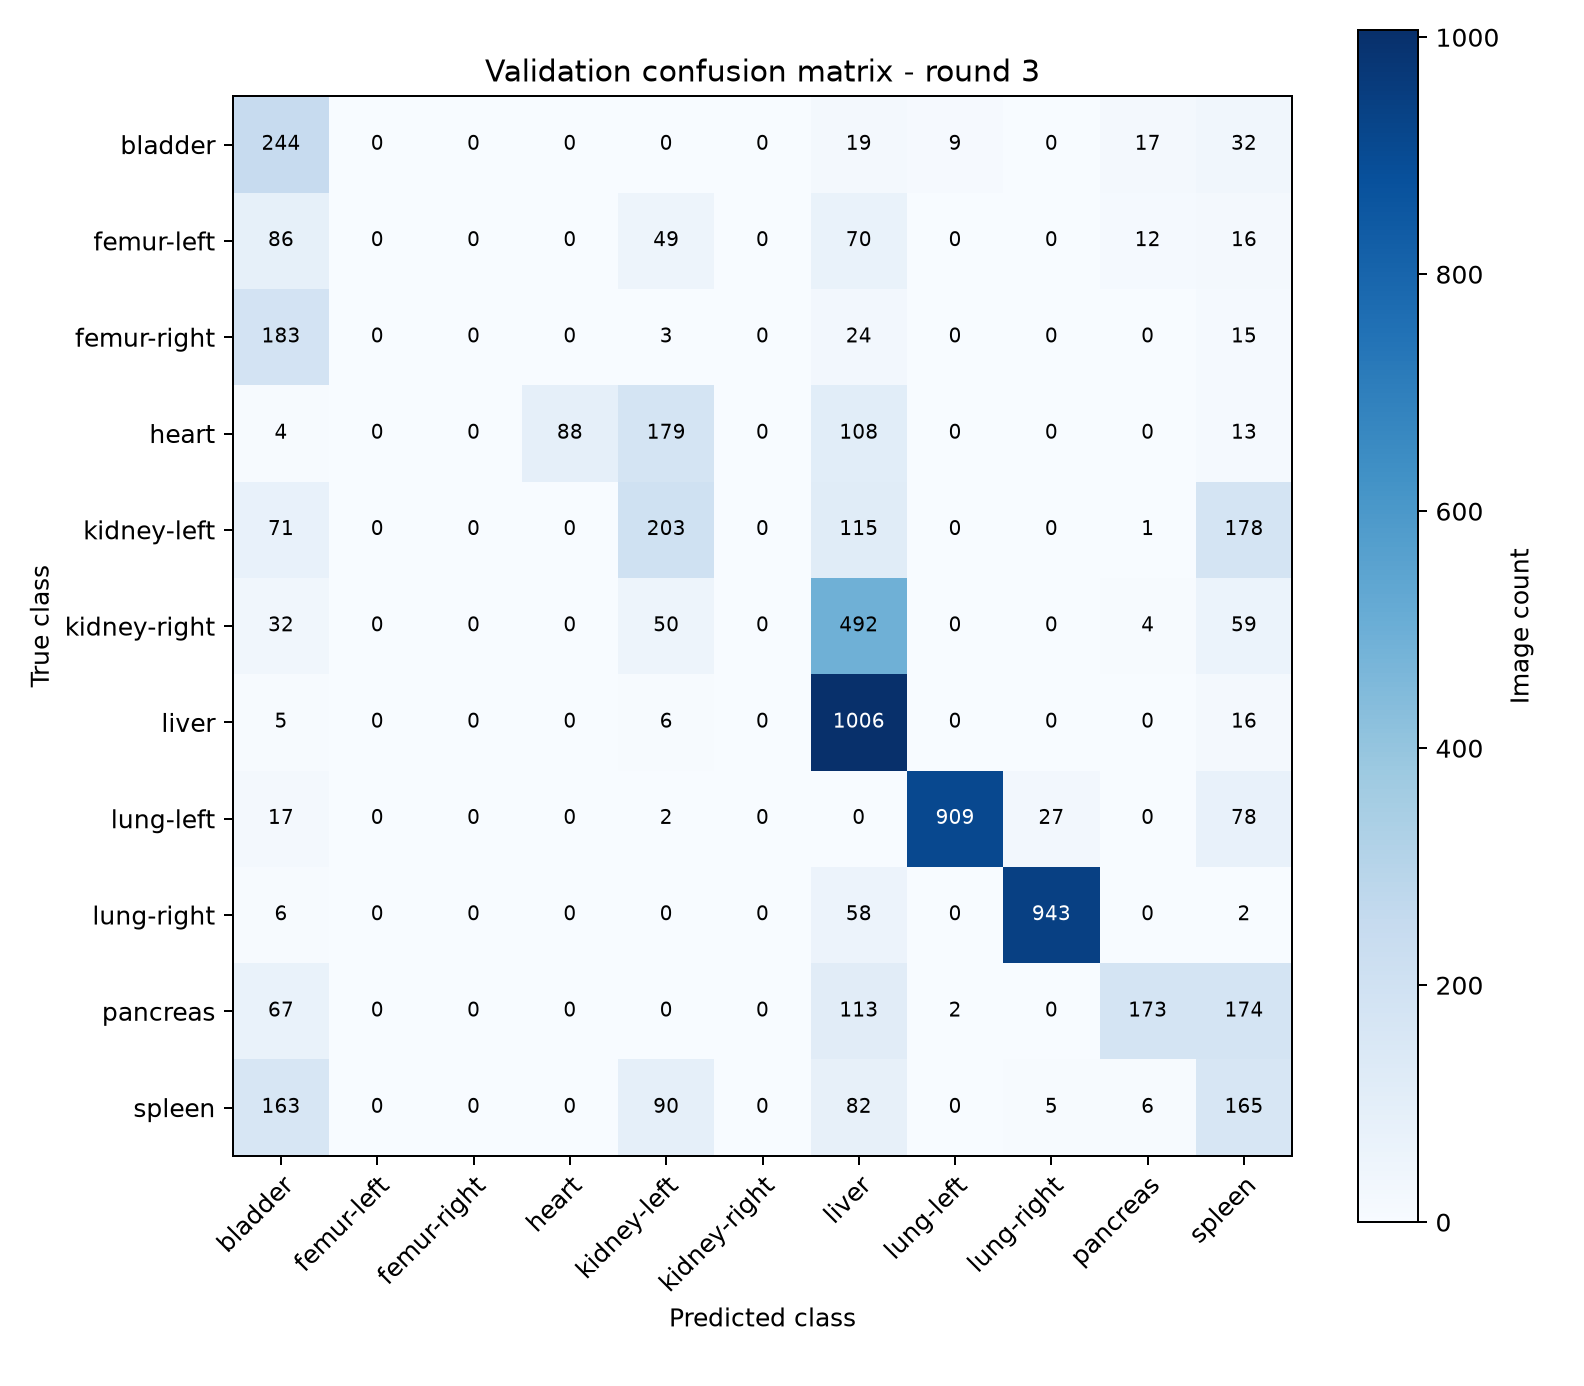 Validation confusion matrix - round 3
bladder 244 0 0 0 0 0 19 9 0 17 32
femur-left 86 0 0 0 49 0 70 0 0 12 16
femur-right 183 0 0 0 3 0 24 0 0 0 15
heart 4 0 0 88 179 0 108 0 0 0 13
kidney-left 71 0 0 0 203 0 115 0 0 1 178
kidney-right 32 0 0 0 50 0 492 0 0 4 59
liver 5 0 0 0 6 0 1006 0 0 0 16
lung-left 17 0 0 0 2 0 0 909 27 0 78
lung-right 6 0 0 0 0 0 58 0 943 0 2
pancreas 67 0 0 0 0 0 113 2 0 173 174
spleen 163 0 0 0 90 0 82 0 5 6 165
bladder femur-left femur-right heart kidney-left kidney-right liver lung-left lung-right pancreas spleen
Predicted class
True class
1000
800
600
400
200
0
Image count